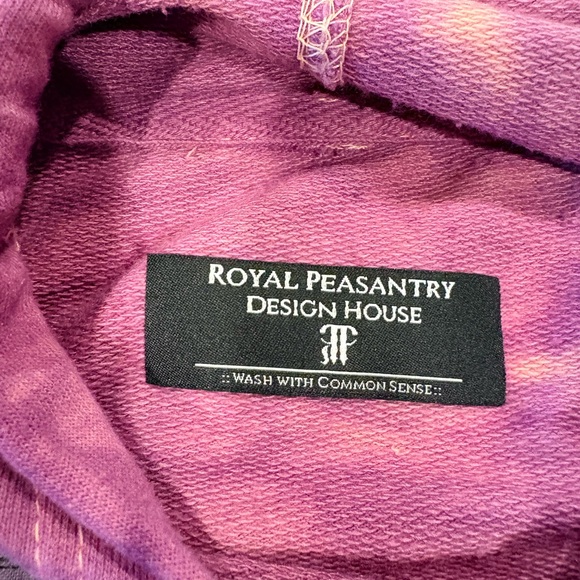 ROYAL PEASANTRY
DESIGN HOUSE
:: WASH WITH COMMON SENSE ::